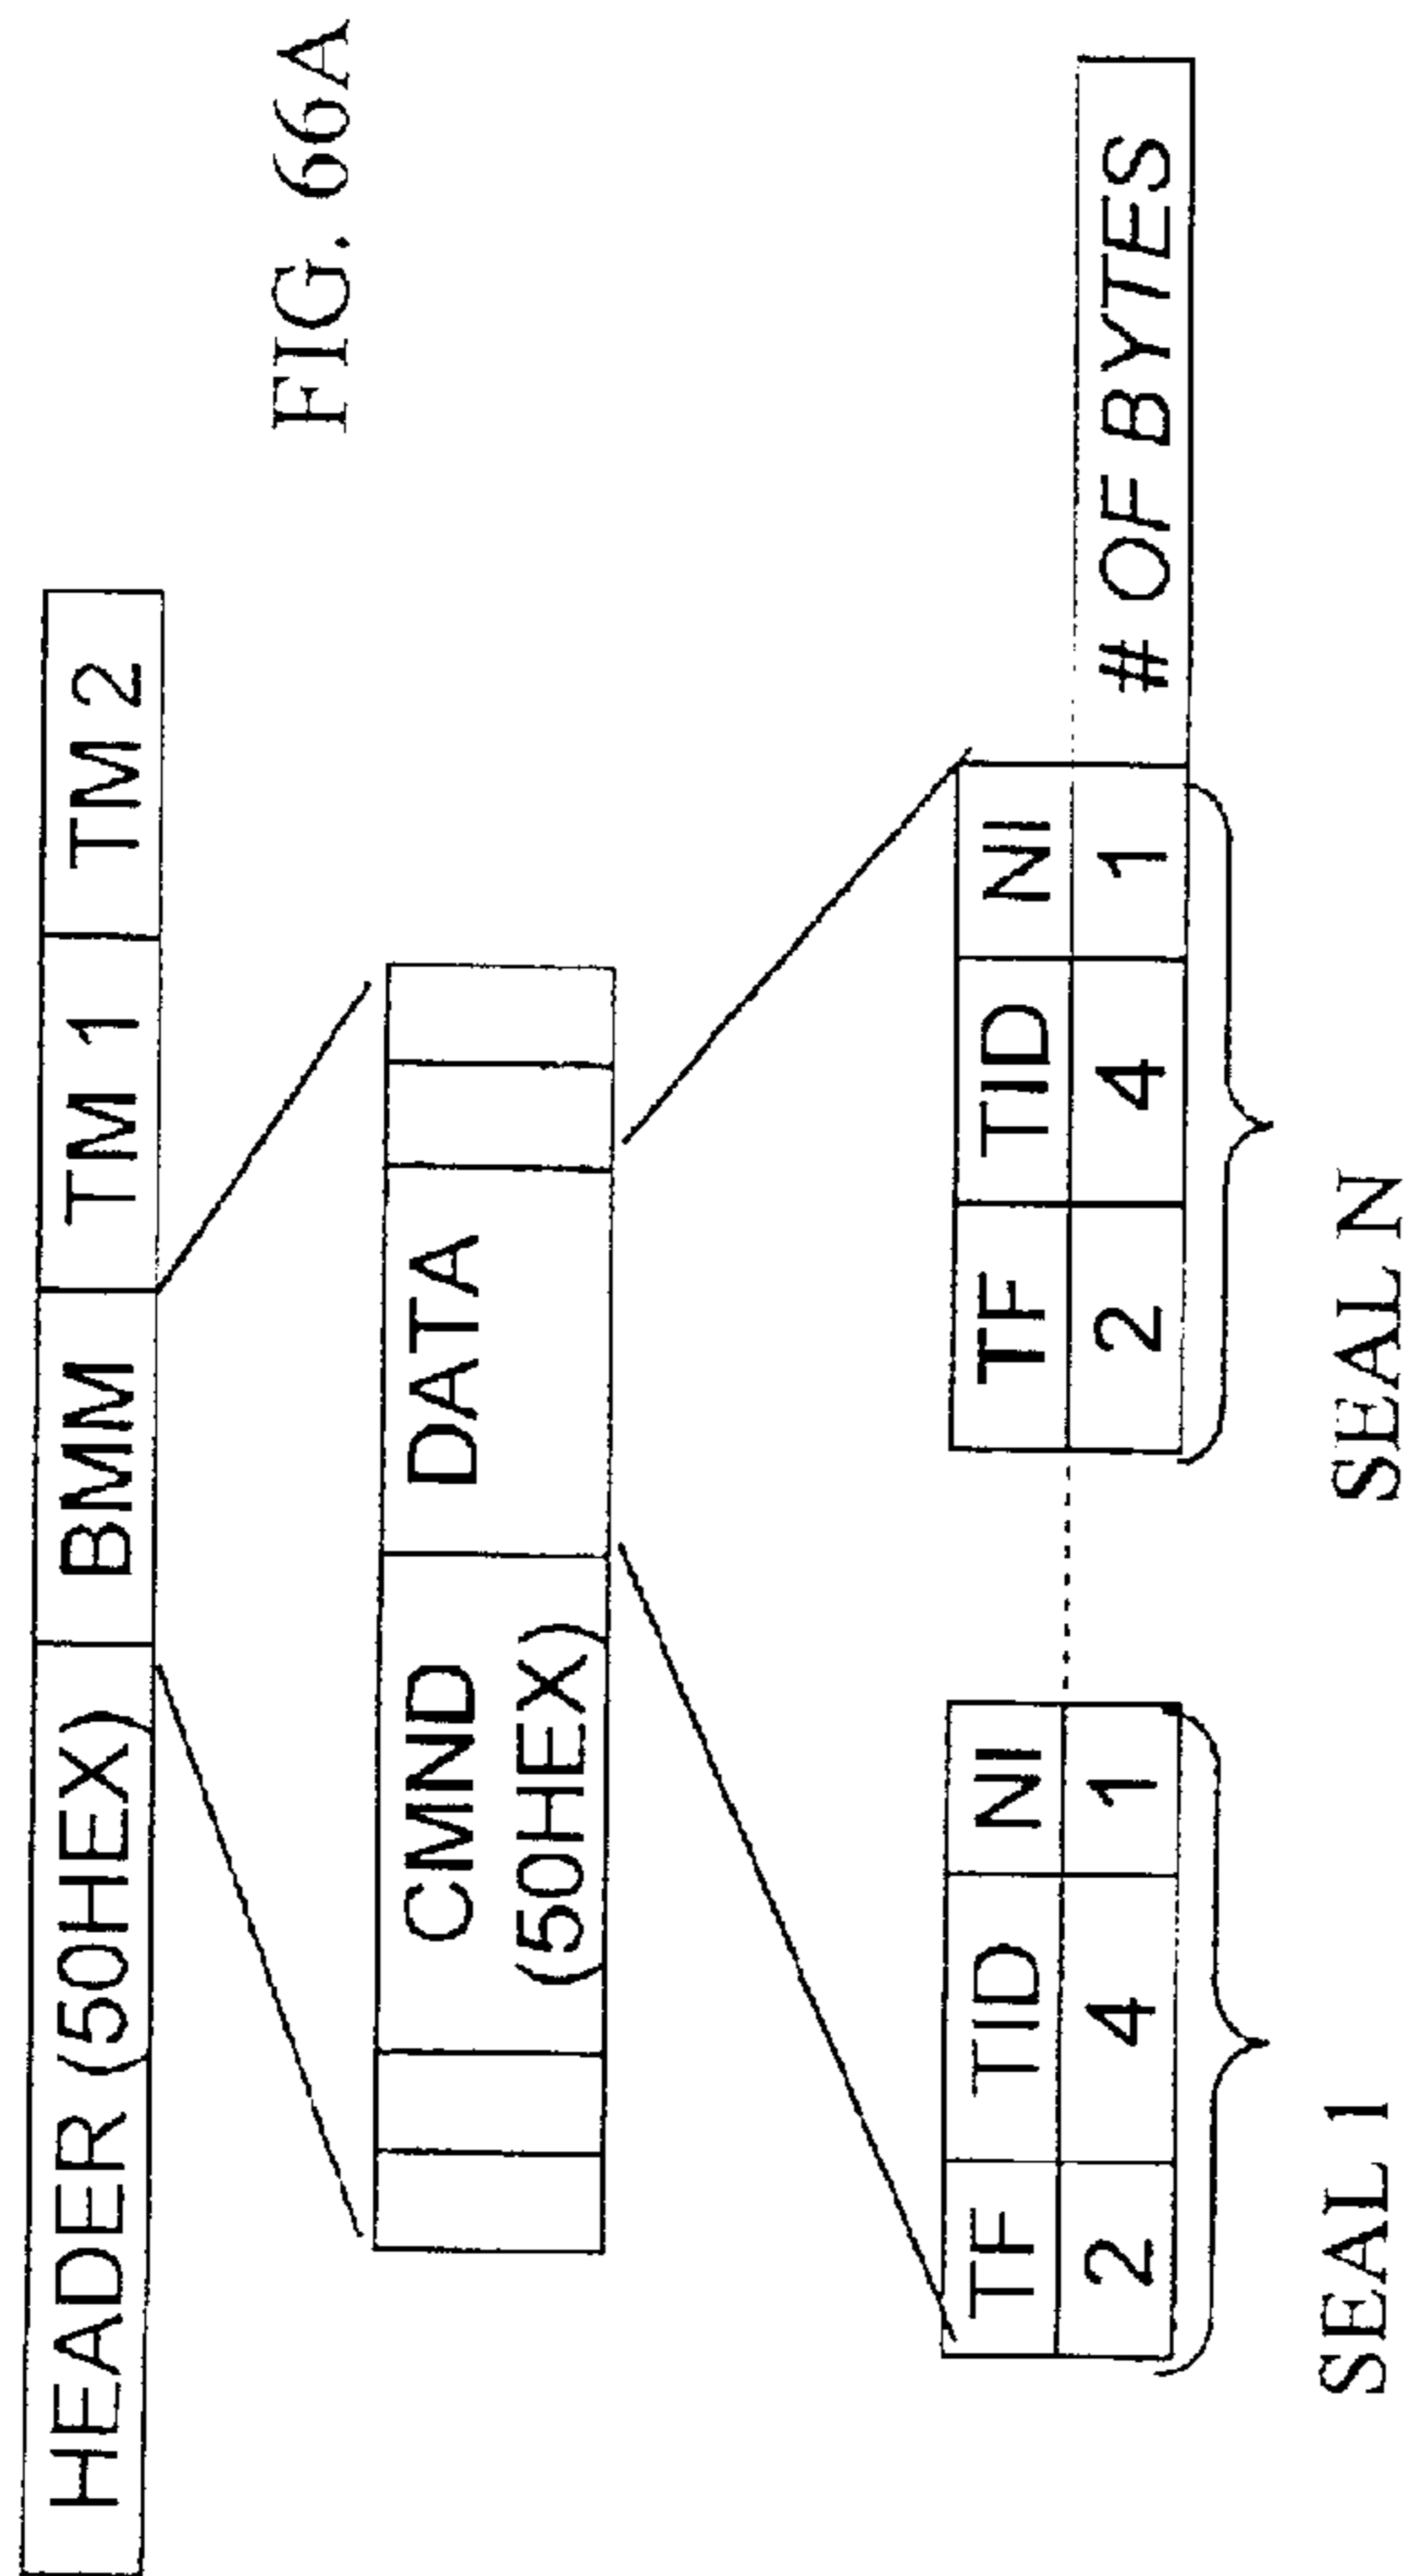 FIG. 66A
HEADER (50HEX) BMM TM 1 TM 2
CMND (50HEX) DATA
TF TID NI TF TID NI
2 4 1 2 4 1 # OF BYTES
SEAL 1 SEAL N